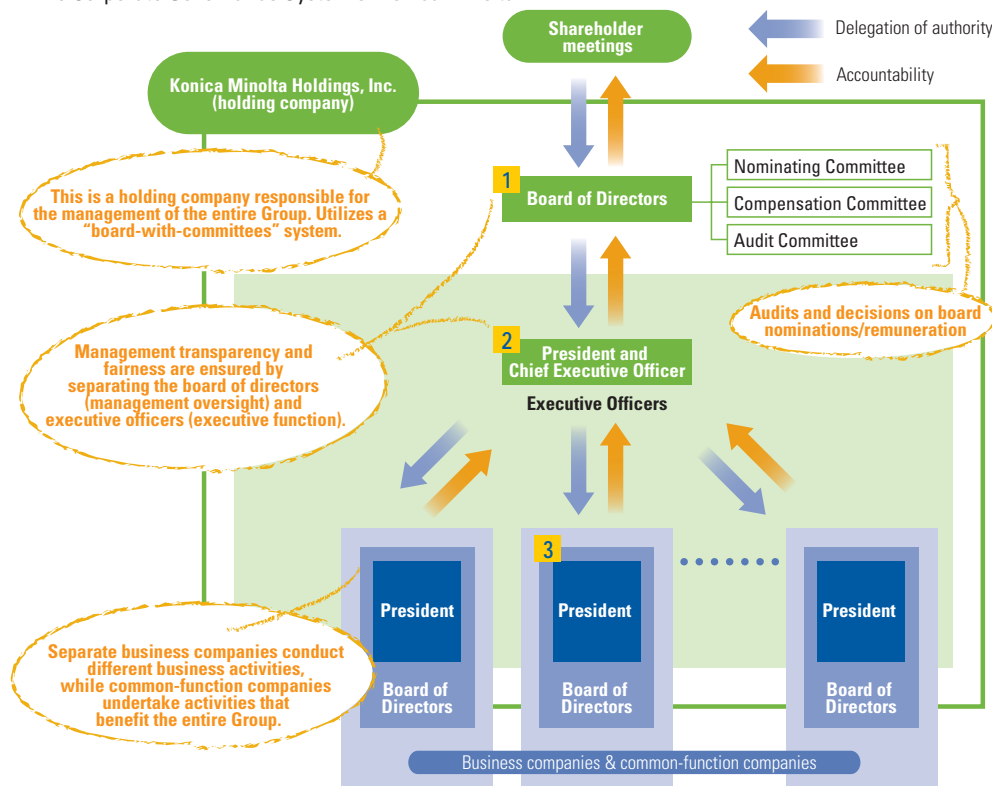 Shareholder
meetings
Delegation of authority
Accountability
Konica Minolta Holdings, Inc.
(holding company)
This is a holding company responsible for
the management of the entire Group. Utilizes a
“board-with-committees” system.
1
Board of Directors
Nominating Committee
Compensation Committee
Audit Committee
Audits and decisions on board
nominations/remuneration
Management transparency and
fairness are ensured by
separating the board of directors
(management oversight) and
executive officers (executive function).
2
President and
Chief Executive Officer
Executive Officers
3
President
President
President
Board of
Directors
Board of
Directors
Board of
Directors
Separate business companies conduct
different business activities,
while common-function companies
undertake activities that
benefit the entire Group.
Business companies & common-function companies